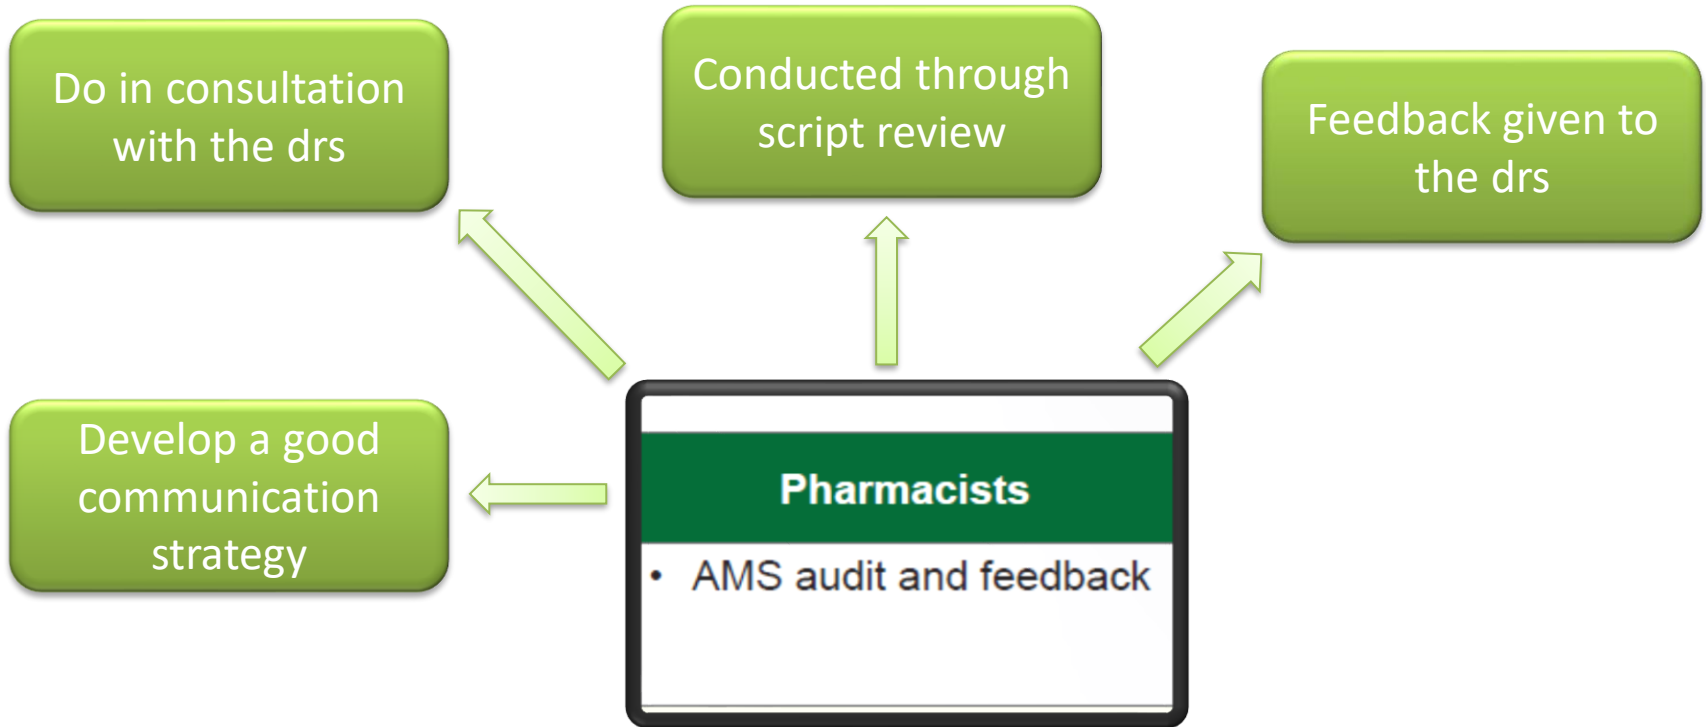 Do in consultation
with the drs
Conducted through
script review
Feedback given to
the drs
Develop a good
communication
strategy
Pharmacists
• AMS audit and feedback